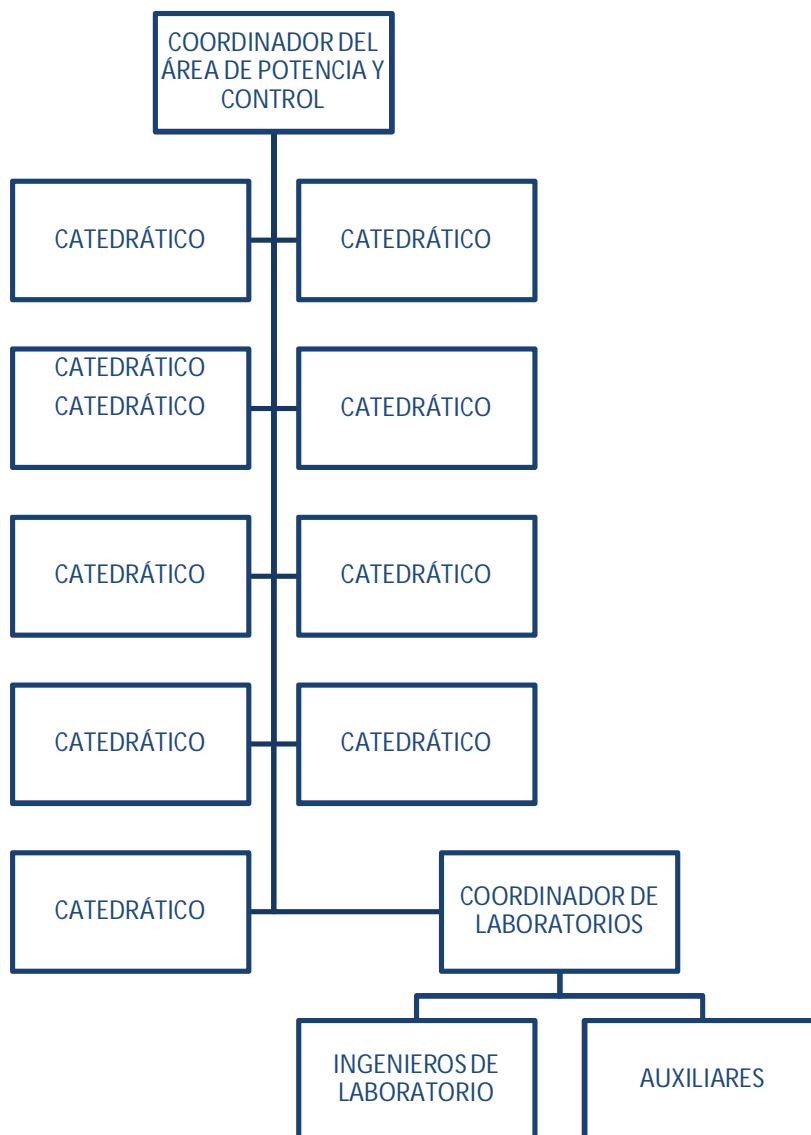 COORDINADOR DEL
ÁREA DE POTENCIA Y
CONTROL
CATEDRÁTICO
CATEDRÁTICO
CATEDRÁTICO
CATEDRÁTICO
CATEDRÁTICO
CATEDRÁTICO
CATEDRÁTICO
CATEDRÁTICO
CATEDRÁTICO
CATEDRÁTICO
COORDINADOR DE
LABORATORIOS
INGENIEROS DE
LABORATORIO
AUXILIARES